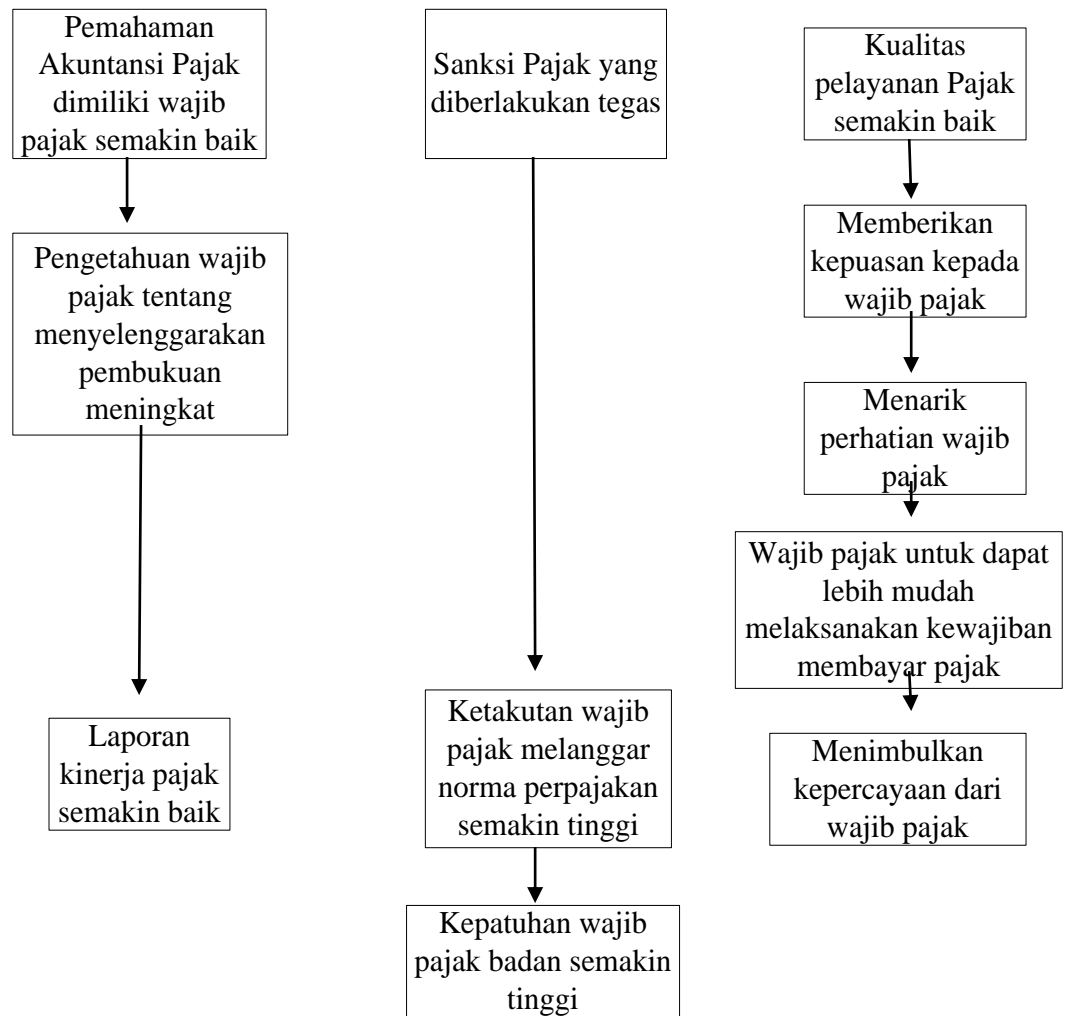 Pemahaman
Akuntansi Pajak
dimiliki wajib
pajak semakin baik
Pengetahuan wajib
pajak tentang
menyelenggarakan
pembukuan
meningkat
Laporan
kinerja pajak
semakin baik
Sanksi Pajak yang
diberlakukan tegas
Ketakutan wajib
pajak melanggar
norma perpajakan
semakin tinggi
Kepatuhan wajib
pajak badan semakin
tinggi
Kualitas
pelayanan Pajak
semakin baik
Memberikan
kepuasan kepada
wajib pajak
Menarik
perhatian wajib
pajak
Wajib pajak untuk dapat
lebih mudah
melaksanakan kewajiban
membayar pajak
Menimbulkan
kepercayaan dari
wajib pajak